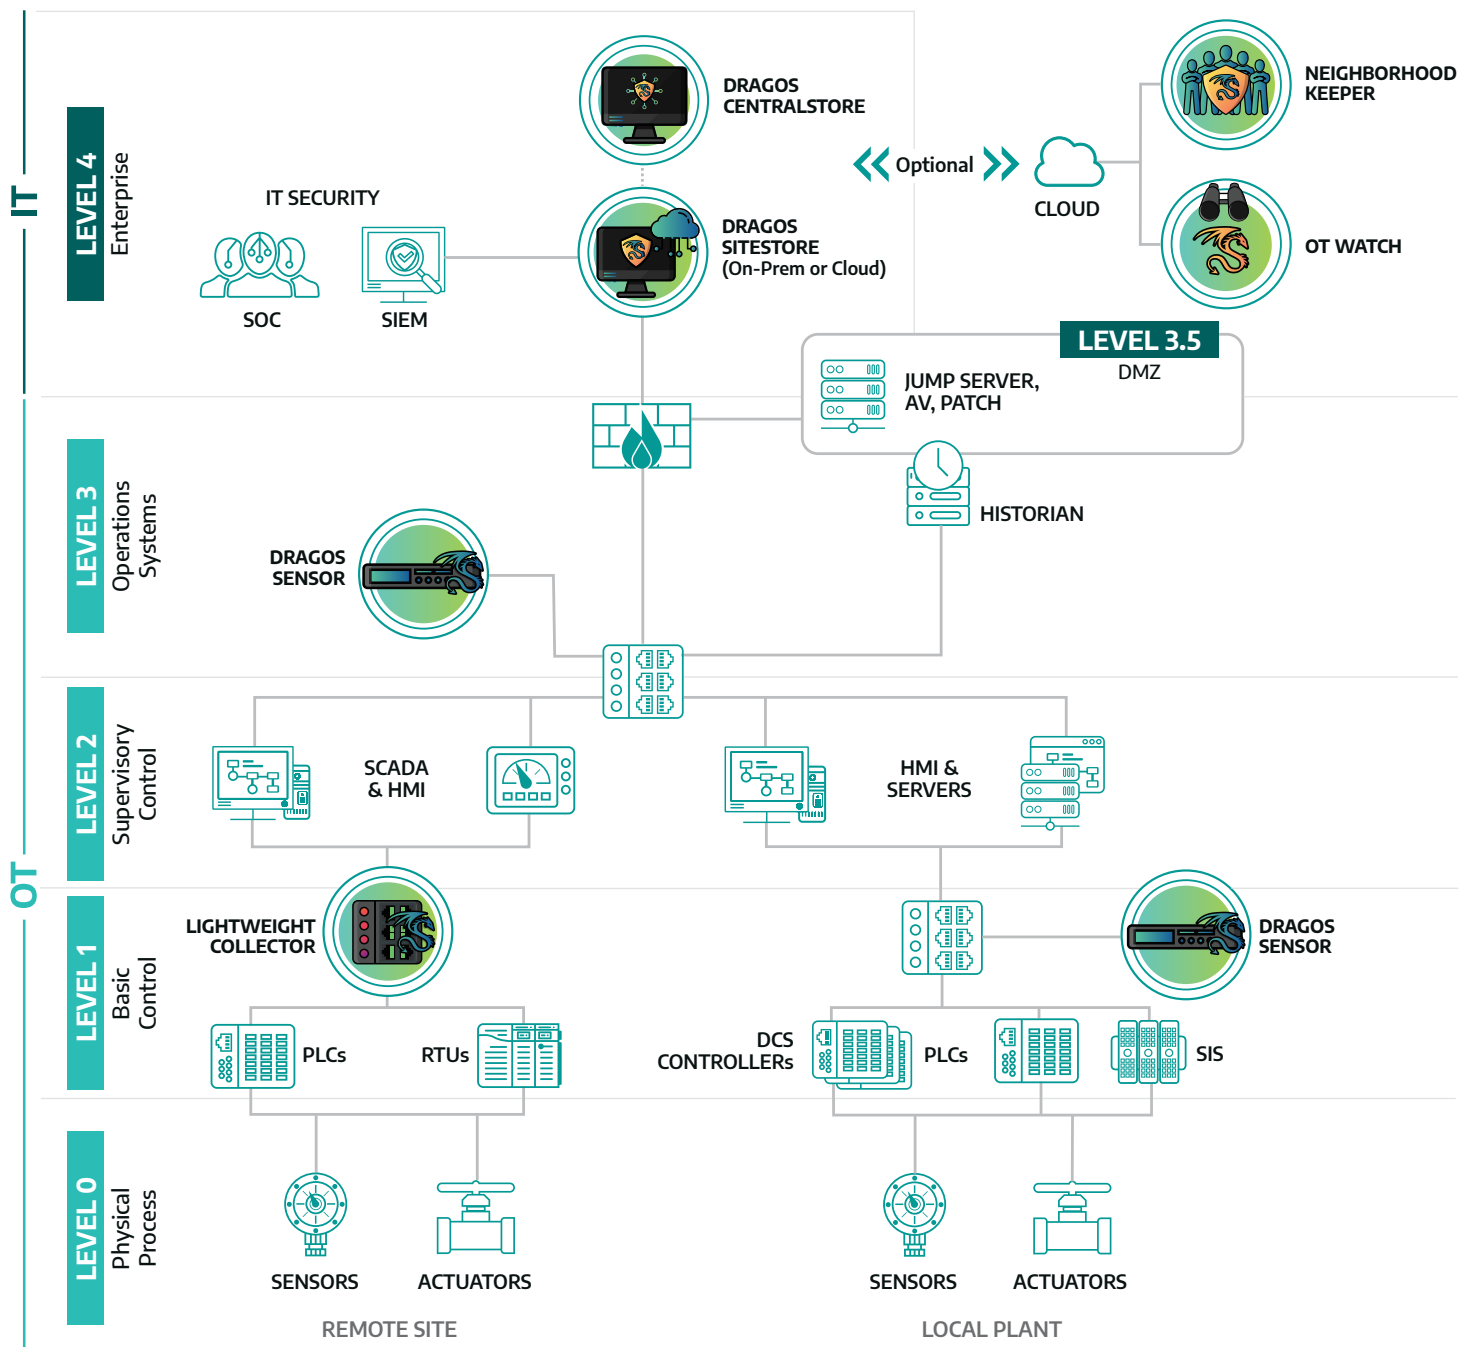 IT
LEVEL 4
Enterprise
IT SECURITY
SOC
SIEM
DRAGOS
CENTRALSTORE
DRAGOS
SITESTORE
(On-Prem or Cloud)
Optional
CLOUD
NEIGHBORHOOD
KEEPER
OT WATCH
LEVEL 3.5
DMZ
JUMP SERVER,
AV, PATCH
HISTORIAN
OT
LEVEL 3
Operations
Systems
DRAGOS
SENSOR
LEVEL 2
Supervisory
Control
SCADA
& HMI
HMI &
SERVERS
LEVEL 1
Basic
Control
LIGHTWEIGHT
COLLECTOR
DRAGOS
SENSOR
PLCs
RTUs
DCS
CONTROLLERs
PLCs
SIS
LEVEL 0
Physical
Process
SENSORS
ACTUATORS
SENSORS
ACTUATORS
REMOTE SITE
LOCAL PLANT